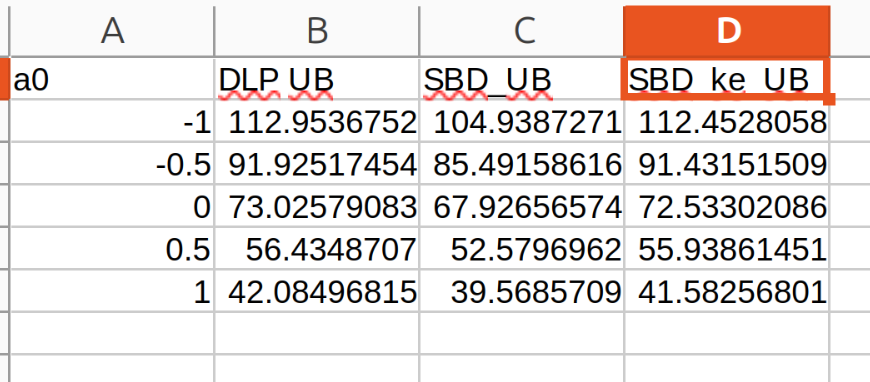 A B C D
a0 DLP UB SBD_UB SBD_ke_UB
-1 112.9536752 104.9387271 112.4528058
-0.5 91.92517454 85.49158616 91.43151509
0 73.02579083 67.92656574 72.53302086
0.5 56.4348707 52.5796962 55.93861451
1 42.08496815 39.5685709 41.58256801